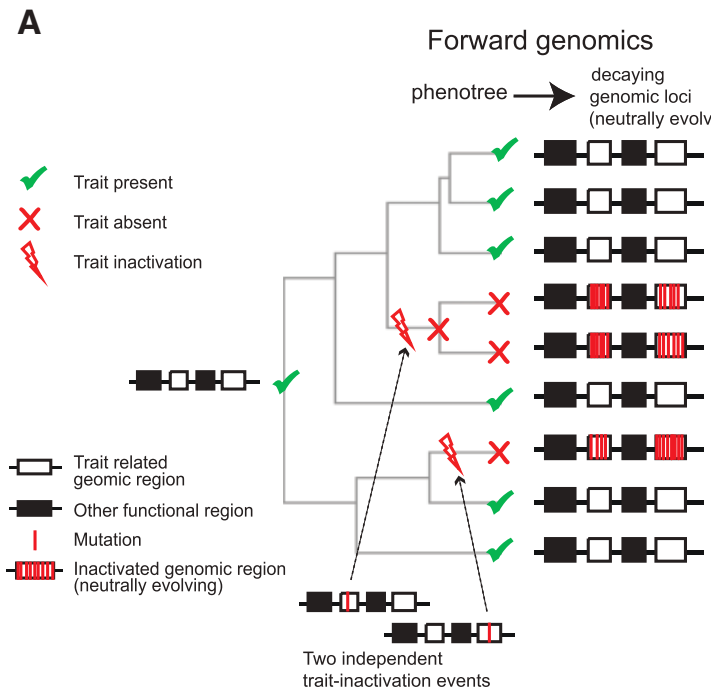 A
Forward genomics
phenotree
decaying
genomic loci
(neutrally evolv
Trait present
Trait absent
Trait inactivation
Trait related
geomic region
Other functional region
Mutation
Inactivated genomic region
(neutrally evolving)
Two independent
trait-inactivation events